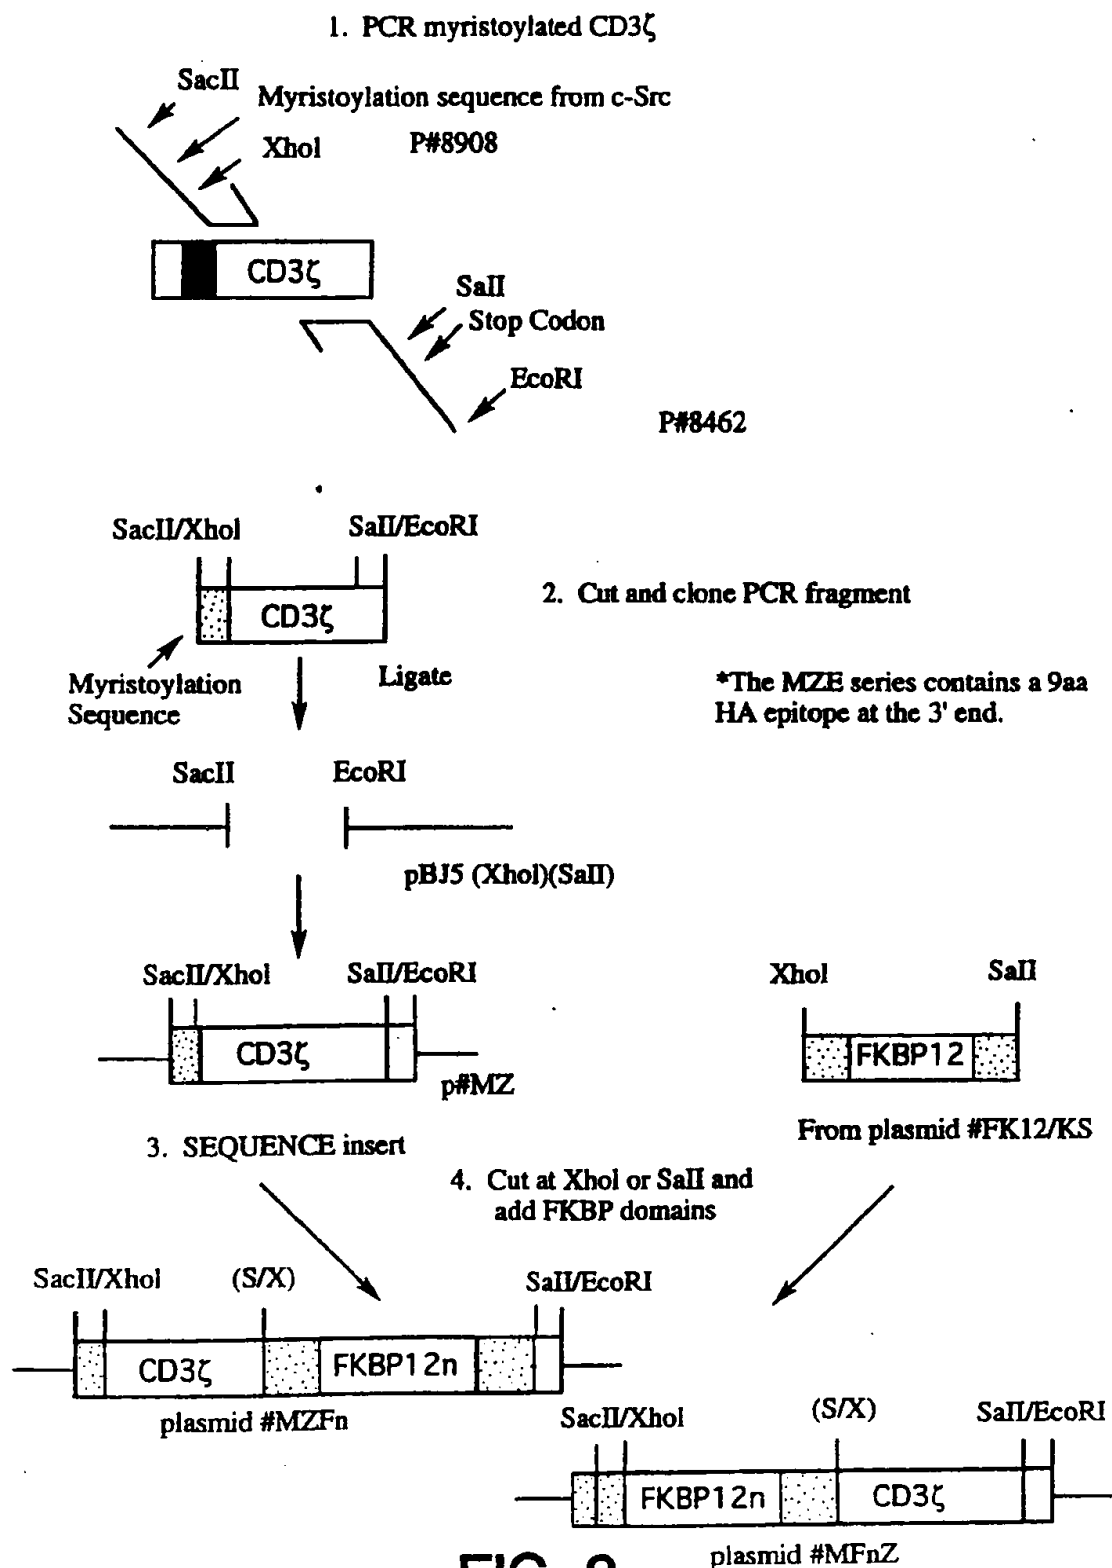 1. PCR myristoylated CD3ζ
SacII
Myristoylation sequence from c-Src
XhoI
P#8908
CD3ζ
SalI
Stop Codon
EcoRI
P#8462
SacII/XhoI
SalI/EcoRI
CD3ζ
2. Cut and clone PCR fragment
Myristoylation
Sequence
Ligate
*The MZE series contains a 9aa
HA epitope at the 3' end.
SacII
EcoRI
pBJ5 (XhoI)(SalI)
SacII/XhoI
SalI/EcoRI
CD3ζ
p#MZ
XhoI
SalI
FKBP12
From plasmid #FK12/KS
3. SEQUENCE insert
4. Cut at XhoI or SalI and
add FKBP domains
SacII/XhoI
(S/X)
SalI/EcoRI
CD3ζ
FKBP12n
plasmid #MZFn
SacII/XhoI
(S/X)
SalI/EcoRI
FKBP12n
CD3ζ
plasmid #MFnZ